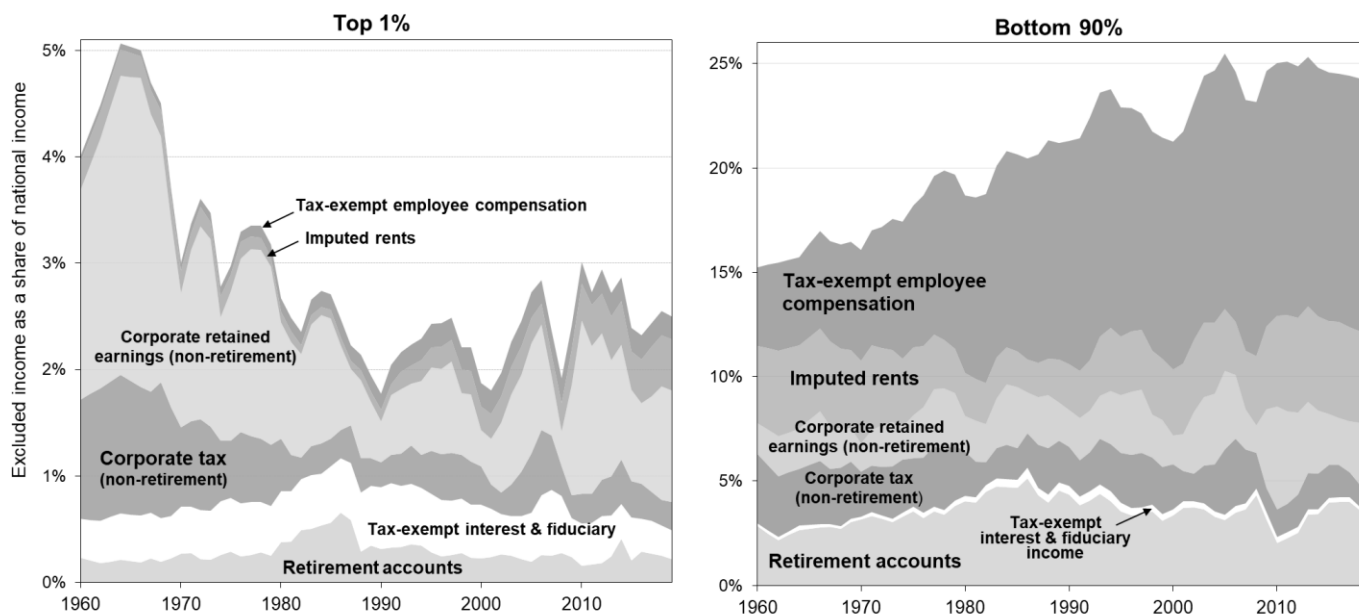 Top 1%
Excluded income as a share of national income
5%
4%
3%
2%
1%
0%
Tax-exempt employee compensation
Imputed rents
Corporate retained
earnings (non-retirement)
Corporate tax
(non-retirement)
Tax-exempt interest & fiduciary
Retirement accounts
1960
1970
1980
1990
2000
2010
Bottom 90%
25%
20%
15%
10%
5%
0%
Tax-exempt employee
compensation
Imputed rents
Corporate retained
earnings (non-retirement)
Corporate tax
(non-retirement)
Tax-exempt
interest & fiduciary
income
Retirement accounts
1960
1970
1980
1990
2000
2010